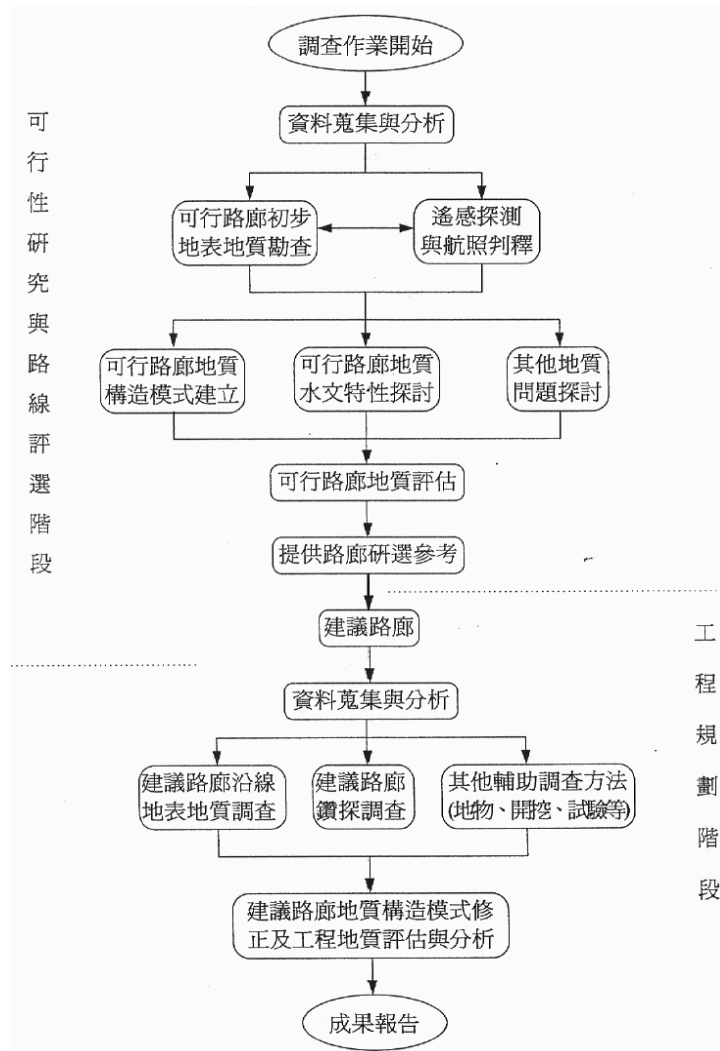 調查作業開始
資料蒐集與分析
可行性研究與路線評選階段
可行路廊初步
地表地質勘查
遙感探測
與航照判釋
可行路廊地質
構造模式建立
可行路廊地質
水文特性探討
其他地質
問題探討
可行路廊地質評估
提供路廊研選參考
建議路廊
工程規劃階段
資料蒐集與分析
建議路廊沿線
地表地質調查
建議路廊
鑽探調查
其他輔助調查方法
(地物、開挖、試驗等)
建議路廊地質構造模式修
正及工程地質評估與分析
成果報告